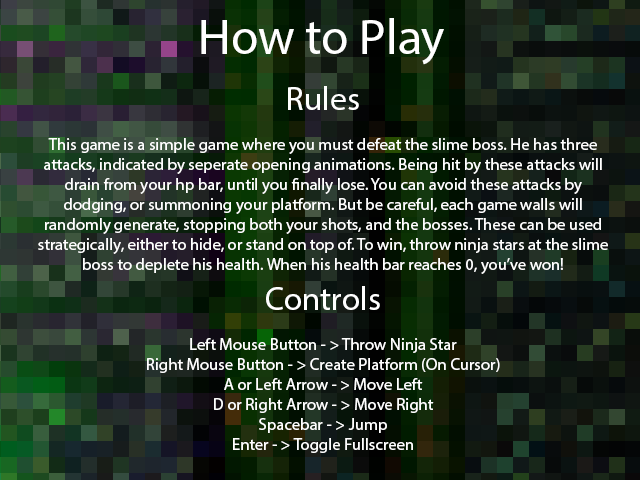 How to Play
Rules
This game is a simple game where you must defeat the slime boss. He has three
attacks, indicated by seperate opening animations. Being hit by these attacks will
drain from your hp bar, until you finally lose. You can avoid these attacks by
dodging, or summoning your platform. But be careful, each game walls will
randomly generate, stopping both your shots, and the bosses. These can be used
strategically, either to hide, or stand on top of. To win, throw ninja stars at the slime
boss to deplete his health. When his health bar reaches 0, you've won!
Controls
Left Mouse Button - > Throw Ninja Star
Right Mouse Button - > Create Platform (On Cursor)
A or Left Arrow - > Move Left
D or Right Arrow - > Move Right
Spacebar - > Jump
Enter - > Toggle Fullscreen